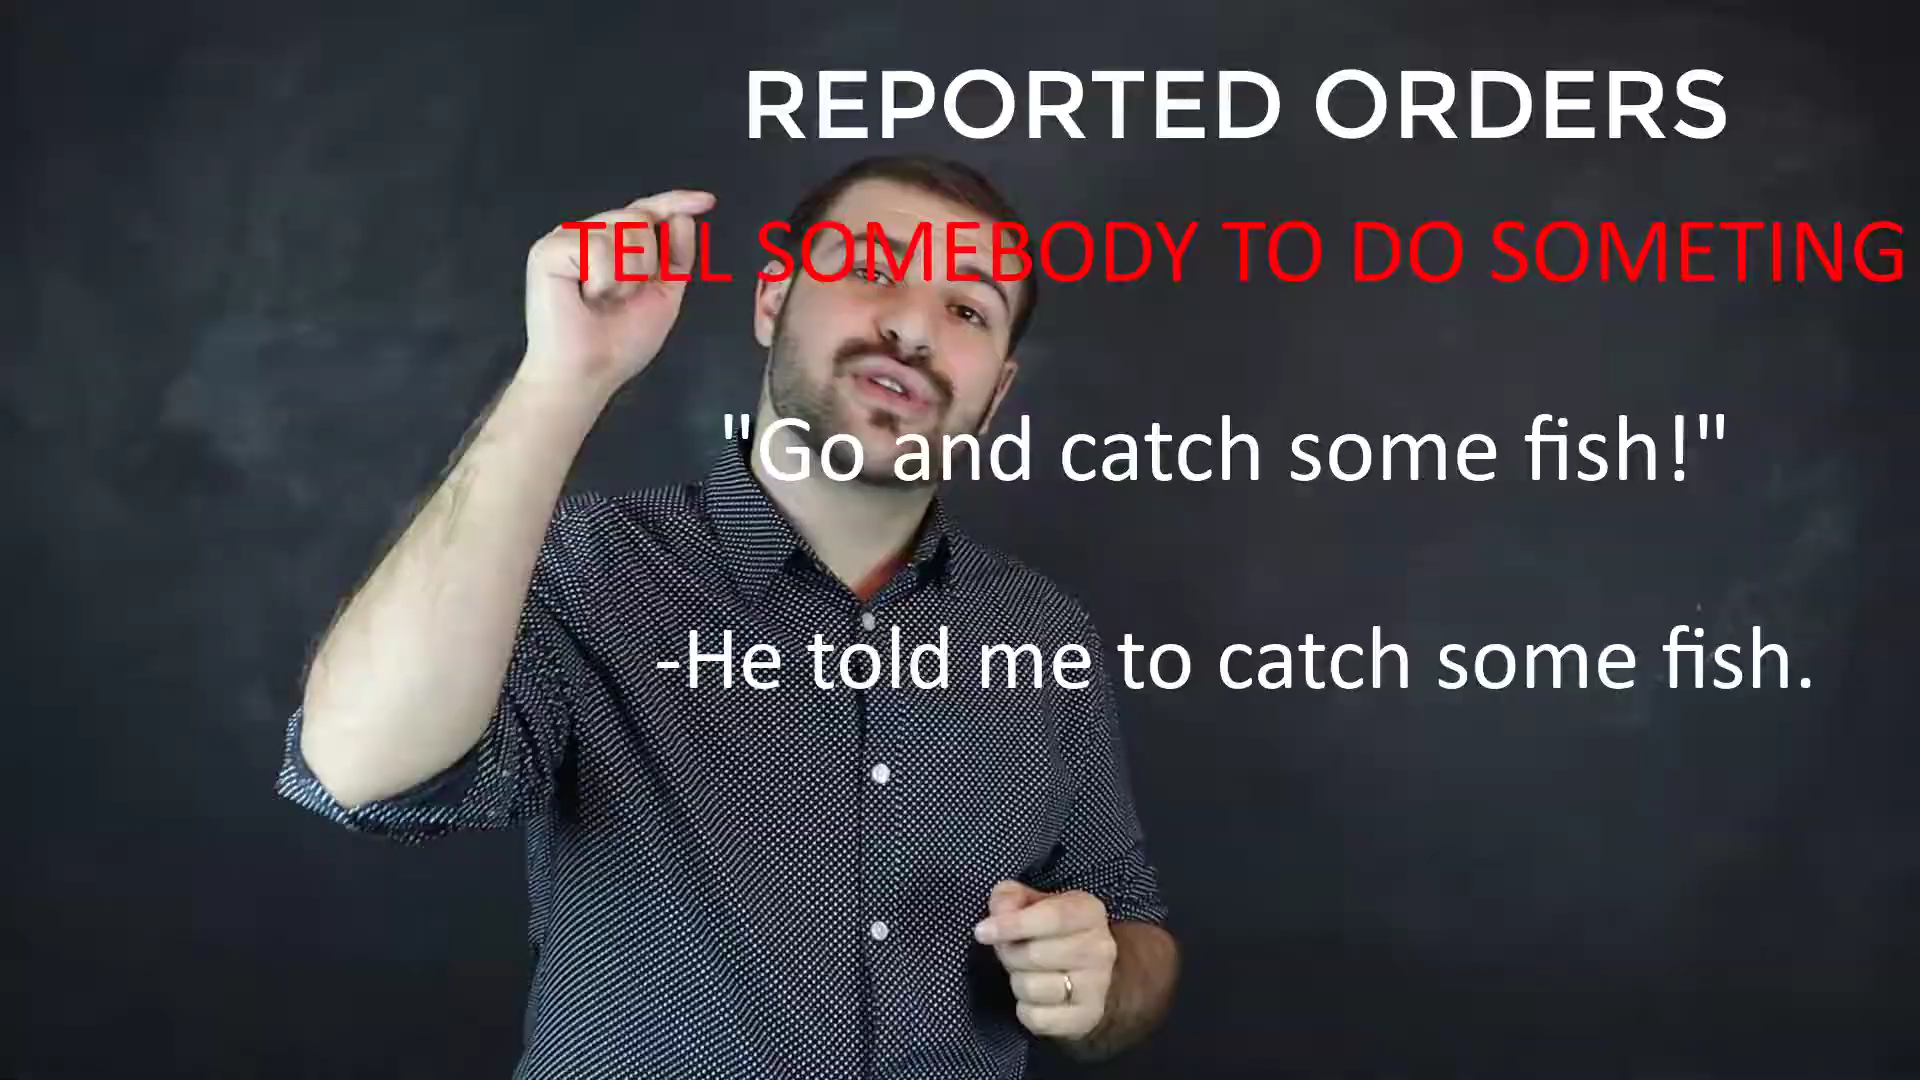 REPORTED ORDERS
TELL SOMEBODY TO DO SOMETING
"Go and catch some fish!"
-He told me to catch some fish.